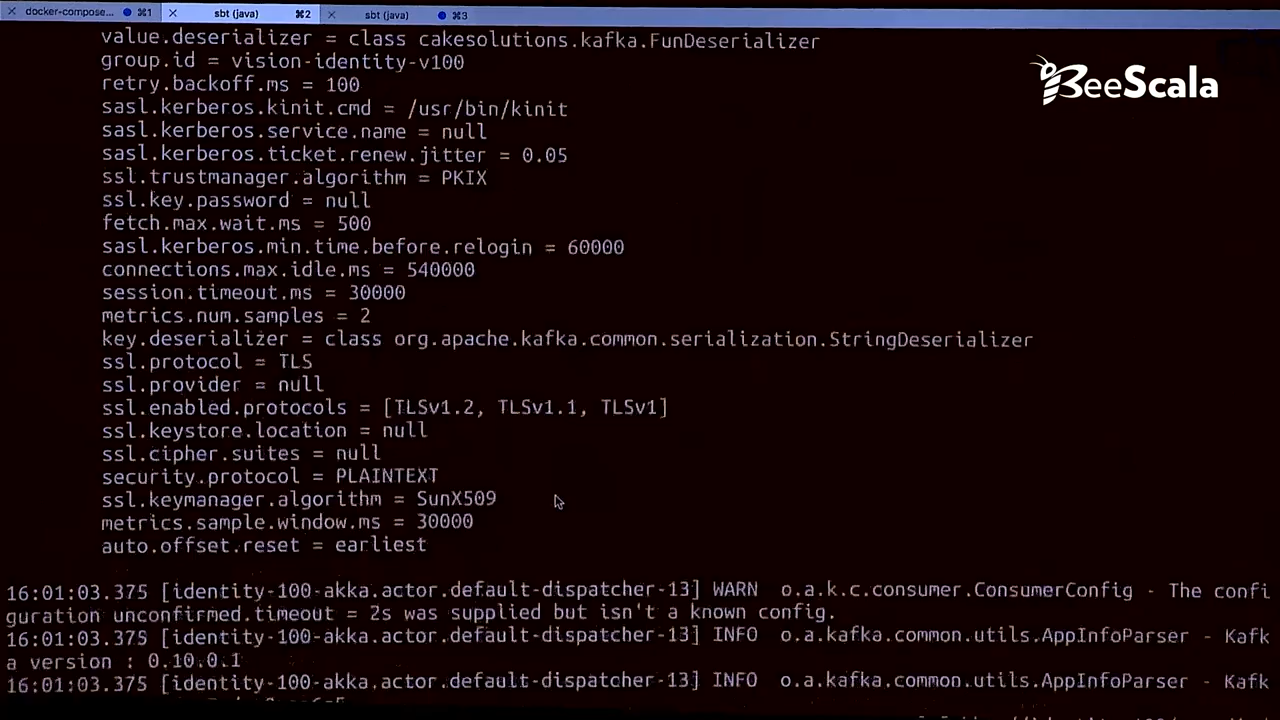 docker-compose... ⌘1
sbt (java) ⌘2
sbt (java) ⌘3
BeeScala
value.deserializer = class cakesolutions.kafka.FunDeserializer
group.id = vision-identity-v100
retry.backoff.ms = 100
sasl.kerberos.kinit.cmd = /usr/bin/kinit
sasl.kerberos.service.name = null
sasl.kerberos.ticket.renew.jitter = 0.05
ssl.trustmanager.algorithm = PKIX
ssl.key.password = null
fetch.max.wait.ms = 500
sasl.kerberos.min.time.before.relogin = 60000
connections.max.idle.ms = 540000
session.timeout.ms = 30000
metrics.num.samples = 2
key.deserializer = class org.apache.kafka.common.serialization.StringDeserializer
ssl.protocol = TLS
ssl.provider = null
ssl.enabled.protocols = [TLSv1.2, TLSv1.1, TLSv1]
ssl.keystore.location = null
ssl.cipher.suites = null
security.protocol = PLAINTEXT
ssl.keymanager.algorithm = SunX509
metrics.sample.window.ms = 30000
auto.offset.reset = earliest
16:01:03.375 [identity-100-akka.actor.default-dispatcher-13] WARN o.a.k.c.consumer.ConsumerConfig - The confi
guration unconfirmed.timeout = 2s was supplied but isn't a known config.
16:01:03.375 [identity-100-akka.actor.default-dispatcher-13] INFO o.a.kafka.common.utils.AppInfoParser - Kafk
a version : 0.10.0.1
16:01:03.375 [identity-100-akka.actor.default-dispatcher-13] INFO o.a.kafka.common.utils.AppInfoParser - Kafk